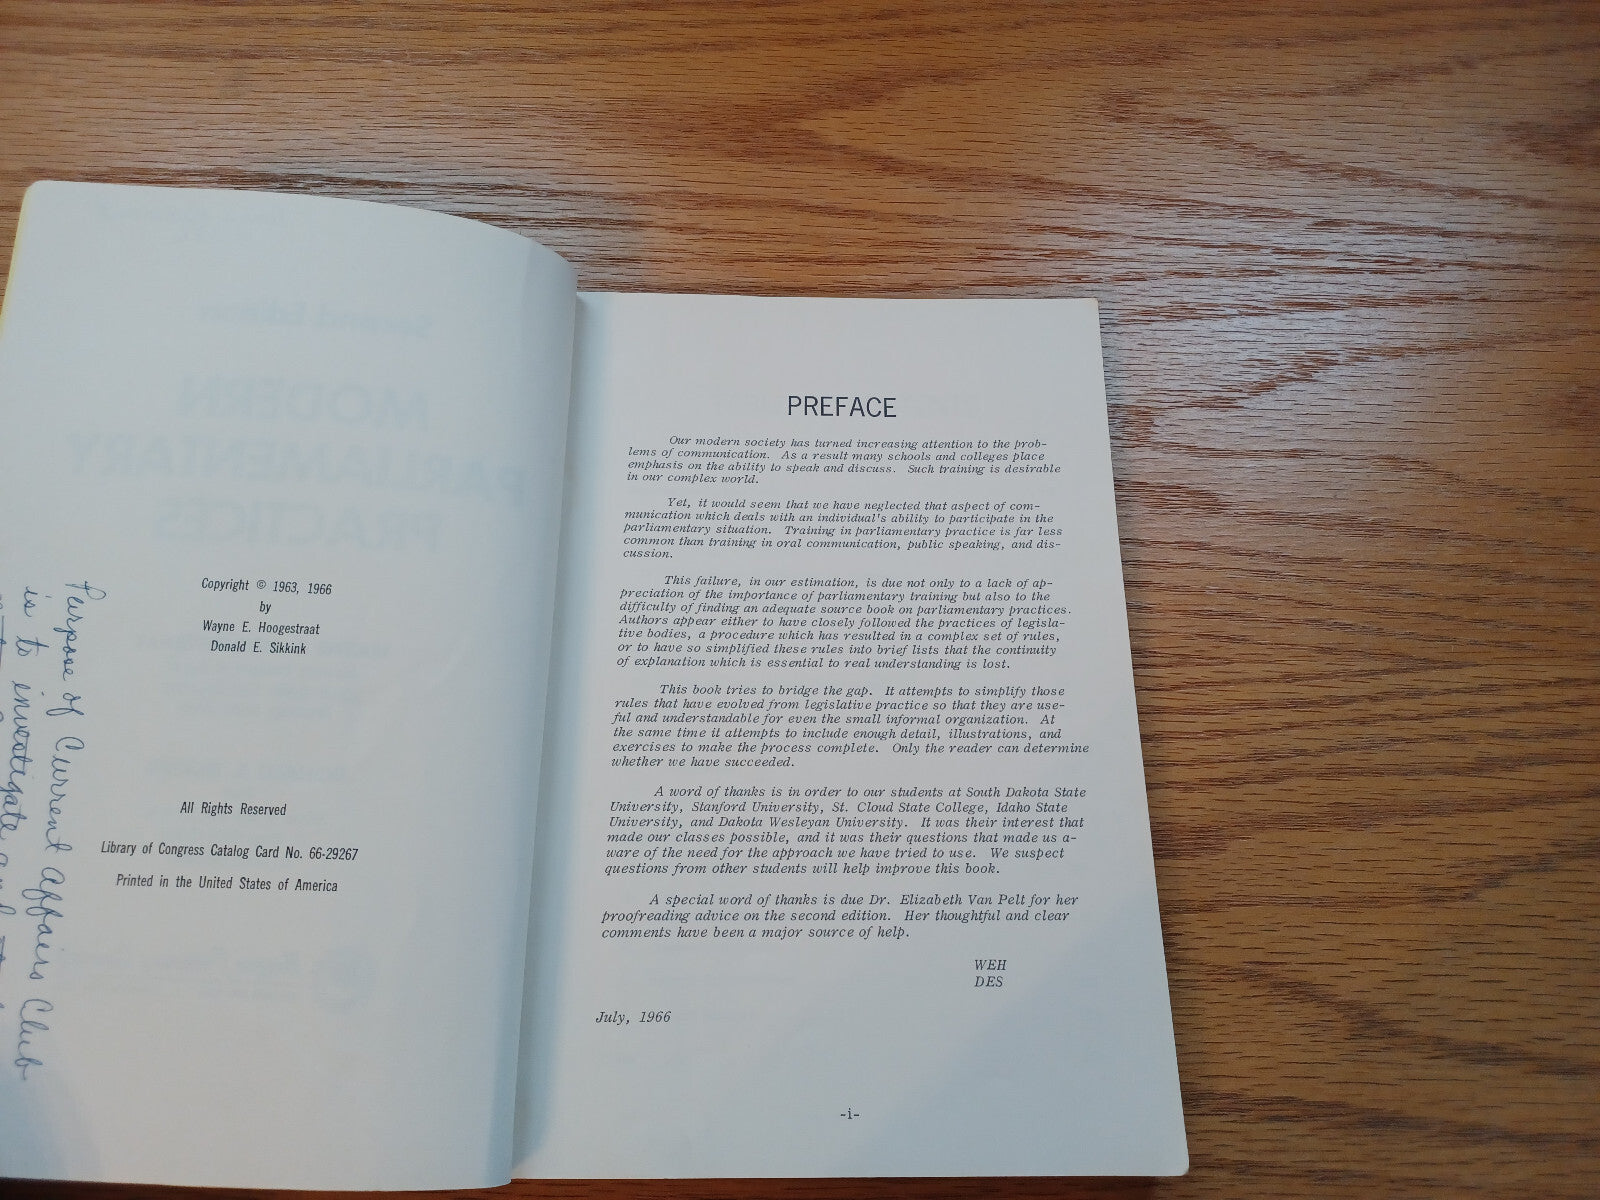 Purpose of Current Affairs Club
is to investigate and
Copyright © 1963, 1966
by
Wayne E. Hoogestraat
Donald E. Sikkink
All Rights Reserved
Library of Congress Catalog Card No. 66-29267
Printed in the United States of America
PREFACE
Our modern society has turned increasing attention to the prob-
lems of communication. As a result many schools and colleges place
emphasis on the ability to speak and discuss. Such training is desirable
in our complex world.
Yet, it would seem that we have neglected that aspect of com-
munication which deals with an individual's ability to participate in the
parliamentary situation. Training in parliamentary practice is far less
common than training in oral communication, public speaking, and dis-
cussion.
This failure, in our estimation, is due not only to a lack of ap-
preciation of the importance of parliamentary training but also to the
difficulty of finding an adequate source book on parliamentary practices.
Authors appear either to have closely followed the practices of legisla-
tive bodies, a procedure which has resulted in a complex set of rules,
or to have so simplified these rules into brief lists that the continuity
of explanation which is essential to real understanding is lost.
This book tries to bridge the gap. It attempts to simplify those
rules that have evolved from legislative practice so that they are use-
ful and understandable for even the small informal organization. At
the same time it attempts to include enough detail, illustrations, and
exercises to make the process complete. Only the reader can determine
whether we have succeeded.
A word of thanks is in order to our students at South Dakota State
University, Stanford University, St. Cloud State College, Idaho State
University, and Dakota Wesleyan University. It was their interest that
made our classes possible, and it was their questions that made us a-
ware of the need for the approach we have tried to use. We suspect
questions from other students will help improve this book.
A special word of thanks is due Dr. Elizabeth Van Pelt for her
proofreading advice on the second edition. Her thoughtful and clear
comments have been a major source of help.
WEH
DES
July, 1966
-i-